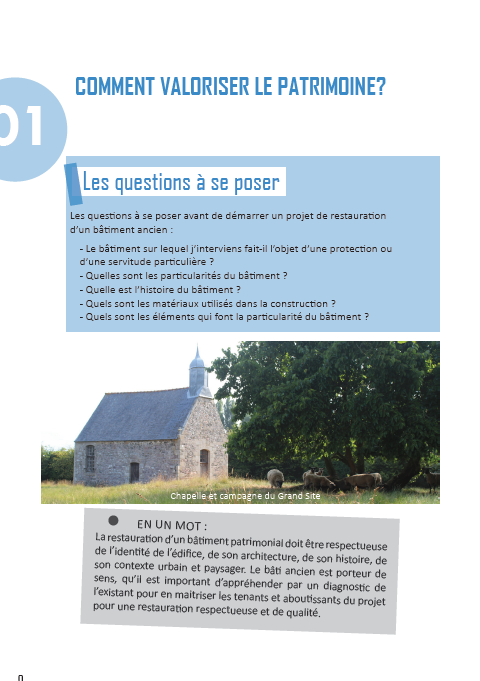 COMMENT VALORISER LE PATRIMOINE?
01
Les questions à se poser
Les questions à se poser avant de démarrer un projet de restauration
d'un bâtiment ancien :
- Le bâtiment sur lequel j'interviens fait-il l'objet d'une protection ou
d'une servitude particulière ?
- Quelles sont les particularités du bâtiment ?
- Quelle est l'histoire du bâtiment ?
- Quels sont les matériaux utilisés dans la construction ?
- Quels sont les éléments qui font la particularité du bâtiment ?
Chapelle et campagne du Grand Site
EN UN MOT :
La restauration d'un bâtiment patrimonial doit être respectueuse
de l'identité de l'édifice, de son architecture, de son histoire, de
son contexte urbain et paysager. Le bâti ancien est porteur de
sens, qu'il est important d'appréhender par un diagnostic de
l'existant pour en maitriser les tenants et aboutissants du projet
pour une restauration respectueuse et de qualité.